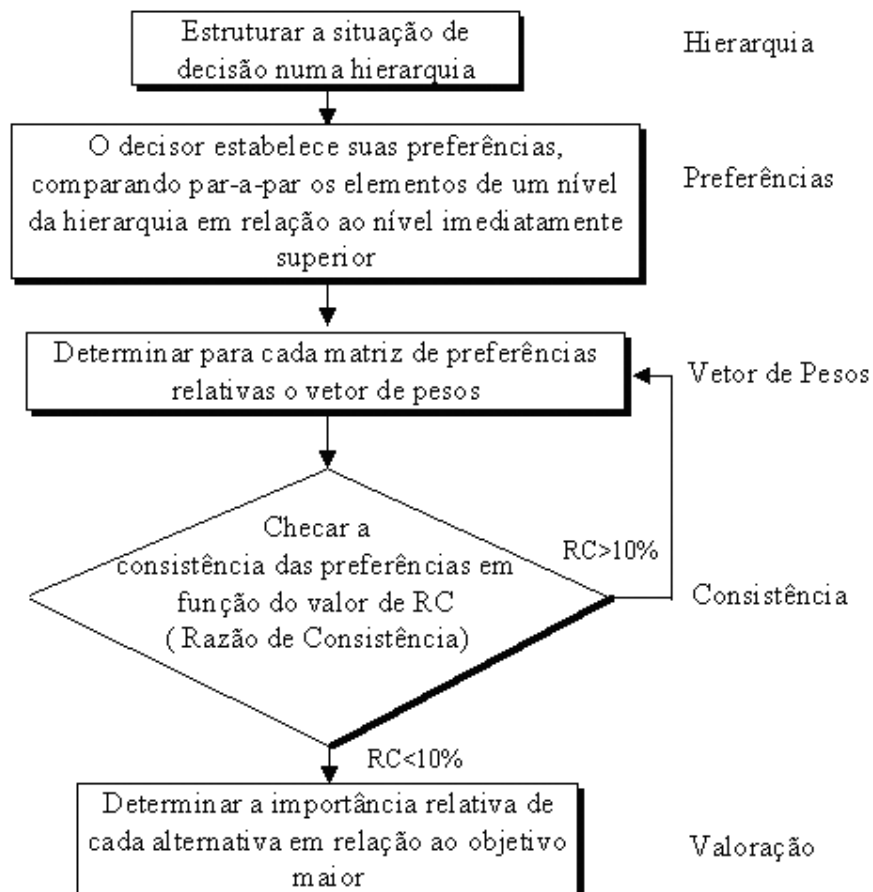 Estruturar a situação de
decisão numa hierarquia
Hierarquia
O decisor estabelece suas preferências,
comparando par-a-par os elementos de um nível
da hierarquia em relação ao nível imediatamente
superior
Preferências
Determinar para cada matriz de preferências
relativas o vetor de pesos
Vetor de Pesos
Checar a
consistência das preferências em
função do valor de RC
( Razão de Consistência)
RC>10%
Consistência
RC<10%
Determinar a importância relativa de
cada alternativa em relação ao objetivo
maior
Valoração